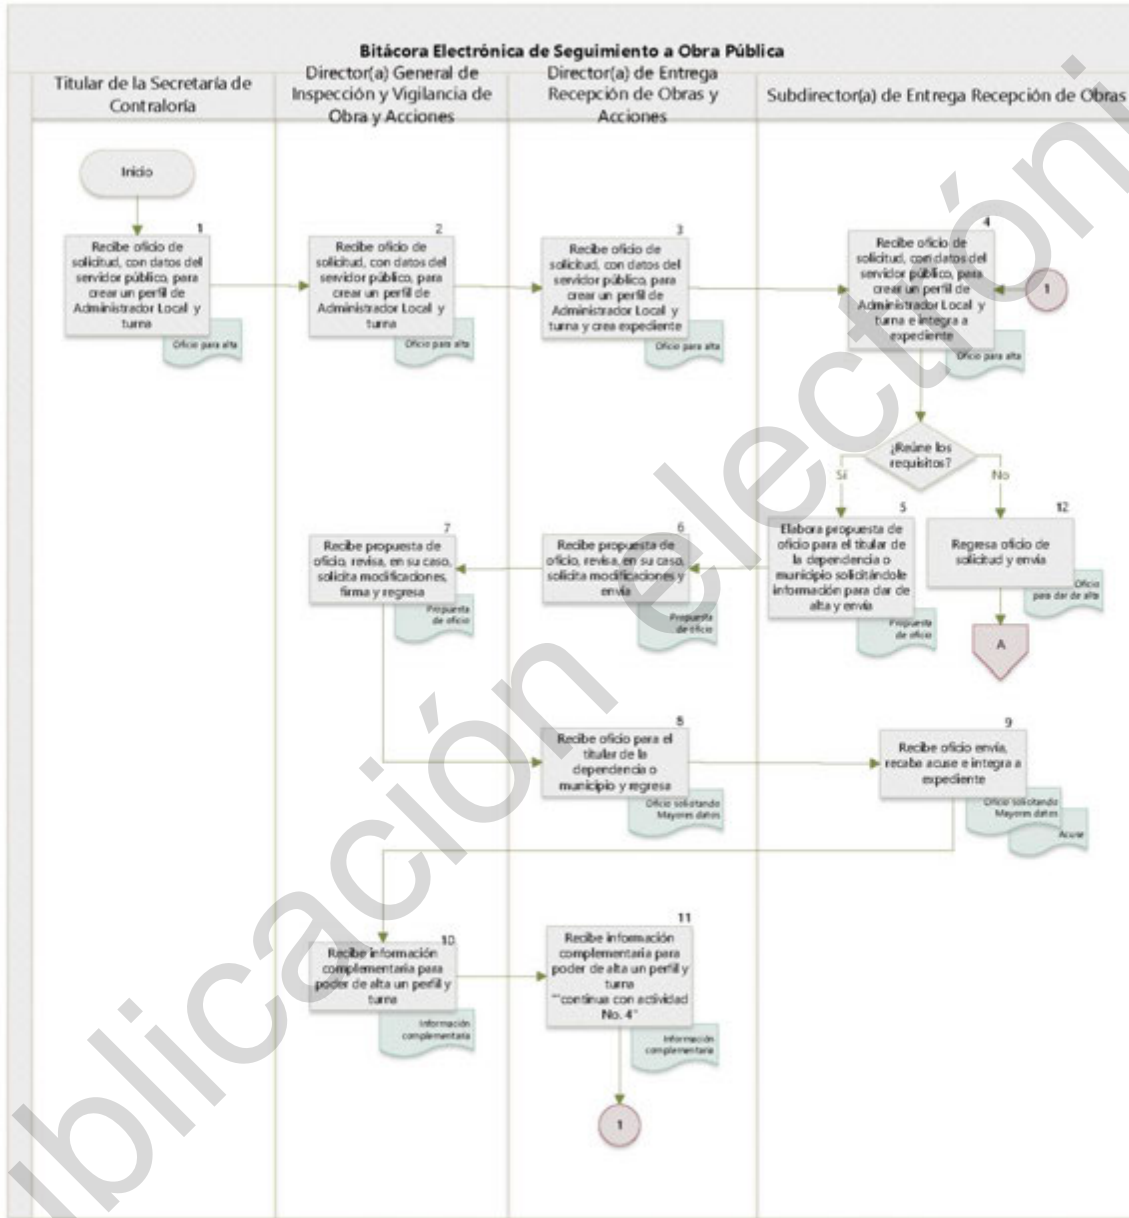 Bitácora Electrónica de Seguimiento a Obra Pública
Titular de la Secretaría de
Contraloría
Director(a) General de
Inspección y Vigilancia de
Obra y Acciones
Director(a) de Entrega
Recepción de Obras y
Acciones
Subdirector(a) de Entrega Recepción de Obras
Inicio
1
Recibe oficio de
solicitud, con datos del
servidor público, para
crear un perfil de
Administrador Local y
turna
Oficio para alta
2
Recibe oficio de
solicitud, con datos del
servidor público, para
crear un perfil de
Administrador Local y
turna
Oficio para alta
3
Recibe oficio de
solicitud, con datos del
servidor público, para
crear un perfil de
Administrador Local y
turna y crea expediente
Oficio para alta
4
Recibe oficio de
solicitud, con datos del
servidor público, para
crear un perfil de
Administrador Local y
turna e integra a
expediente
Oficio para alta
1
¿Reúne los
requisitos?
Sí
No
5
Elabora propuesta de
oficio para el titular de
la dependencia o
municipio solicitándole
información para dar de
alta y envía
Propuesta
de oficio
12
Regresa oficio de
solicitud y envía
Oficio
para dar de alta
A
6
Recibe propuesta de
oficio, revisa, en su caso,
solicita modificaciones y
envía
Propuesta
de oficio
7
Recibe propuesta de
oficio, revisa, en su caso,
solicita modificaciones,
firma y regresa
Propuesta
de oficio
8
Recibe oficio para el
titular de la
dependencia o
municipio y regresa
Oficio solicitando
Mayores datos
9
Recibe oficio envía,
recaba acuse e integra a
expediente
Oficio solicitando
Mayores datos
Acuse
10
Recibe información
complementaria para
poder de alta un perfil y
turna
Información
complementaria
11
Recibe información
complementaria para
poder de alta un perfil y
turna
""continua con actividad
No. 4"
Información
complementaria
1
ublicación electróni